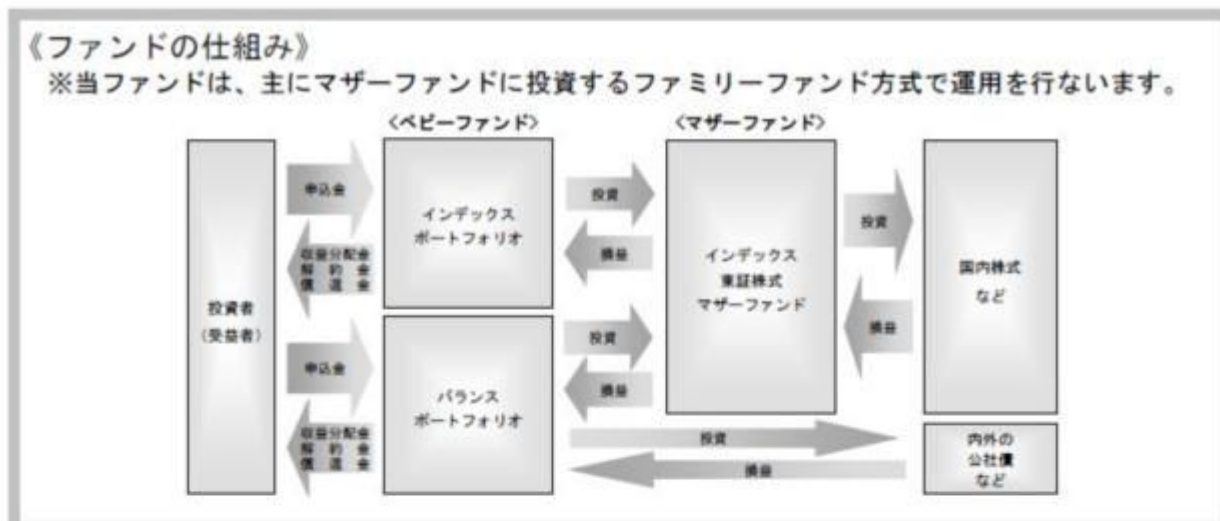 《ファンドの仕組み》
※当ファンドは、主にマザーファンドに投資するファミリーファンド方式で運用を行ないます。
〈ベビーファンド〉
〈マザーファンド〉
投資者
(受益者)
申込金
収益分配金
解約金
償還金
申込金
収益分配金
解約金
償還金
インデックス
ポートフォリオ
バランス
ポートフォリオ
投資
損益
投資
損益
インデックス
東証株式
マザーファンド
投資
損益
国内株式
など
投資
損益
内外の
公社債
など